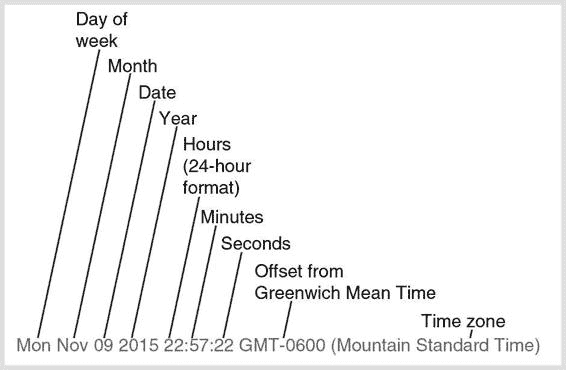 Day of
week
Month
Date
Year
Hours
(24-hour
format)
Minutes
Seconds
Offset from
Greenwich Mean Time
Time zone
Mon Nov 09 2015 22:57:22 GMT-0600 (Mountain Standard Time)